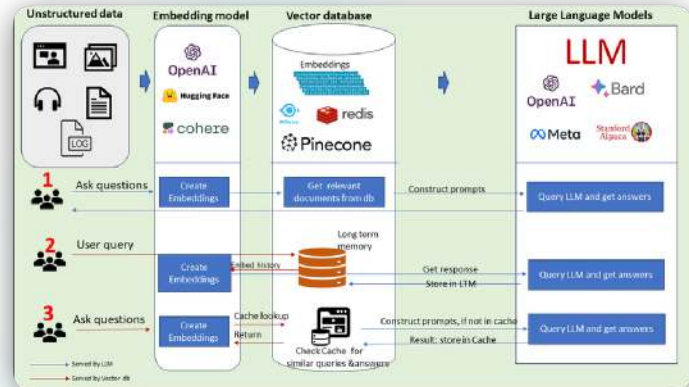 Unstructured data
Embedding model
Vector database
Large Language Models
LOG
OpenAI
Hugging Face
cohere
Embeddings
redis
Pinecone
LLM
OpenAI
Bard
Meta
Stanford
Alpaca
1
Ask questions
Create
Embeddings
Get relevant
documents from db
Construct prompts
Query LLM and get answers
2
User query
Long term
memory
Embed history
Create
Embeddings
Get response
Store in LTM
Query LLM and get answers
3
Ask questions
Create
Embeddings
Cache lookup
Return
Check Cache for
similar queries &answers
Construct prompts, if not in cache
Result: store in Cache
Query LLM and get answers
Served by LLM
Served by Vector db